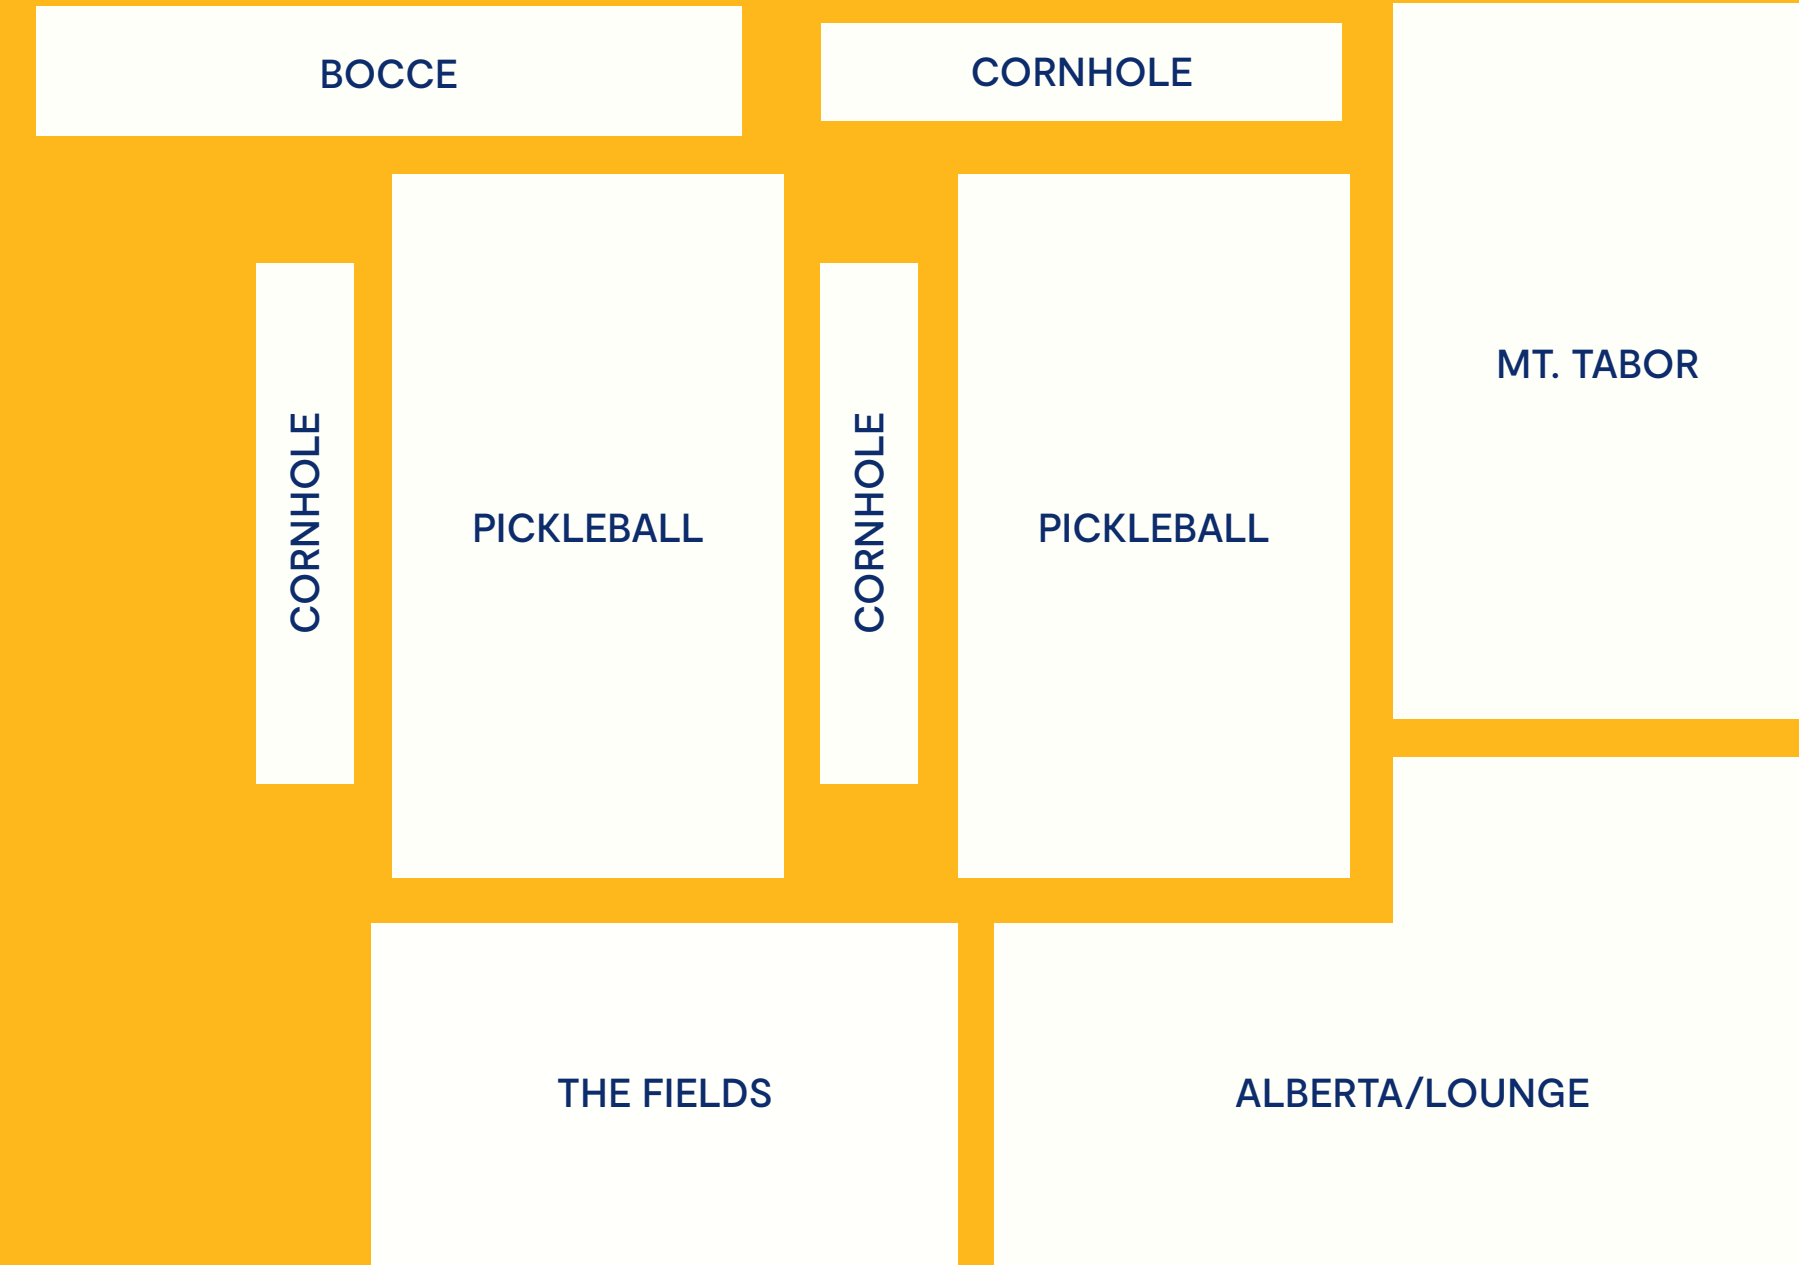 BOCCE
CORNHOLE
MT. TABOR
CORNHOLE
PICKLEBALL
CORNHOLE
PICKLEBALL
THE FIELDS
ALBERTA/LOUNGE